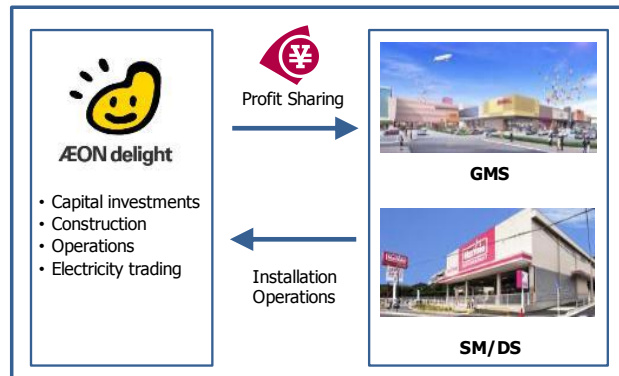 ÆON delight
• Capital investments
• Construction
• Operations
• Electricity trading
¥
Profit Sharing
Installation
Operations
GMS
SM/DS